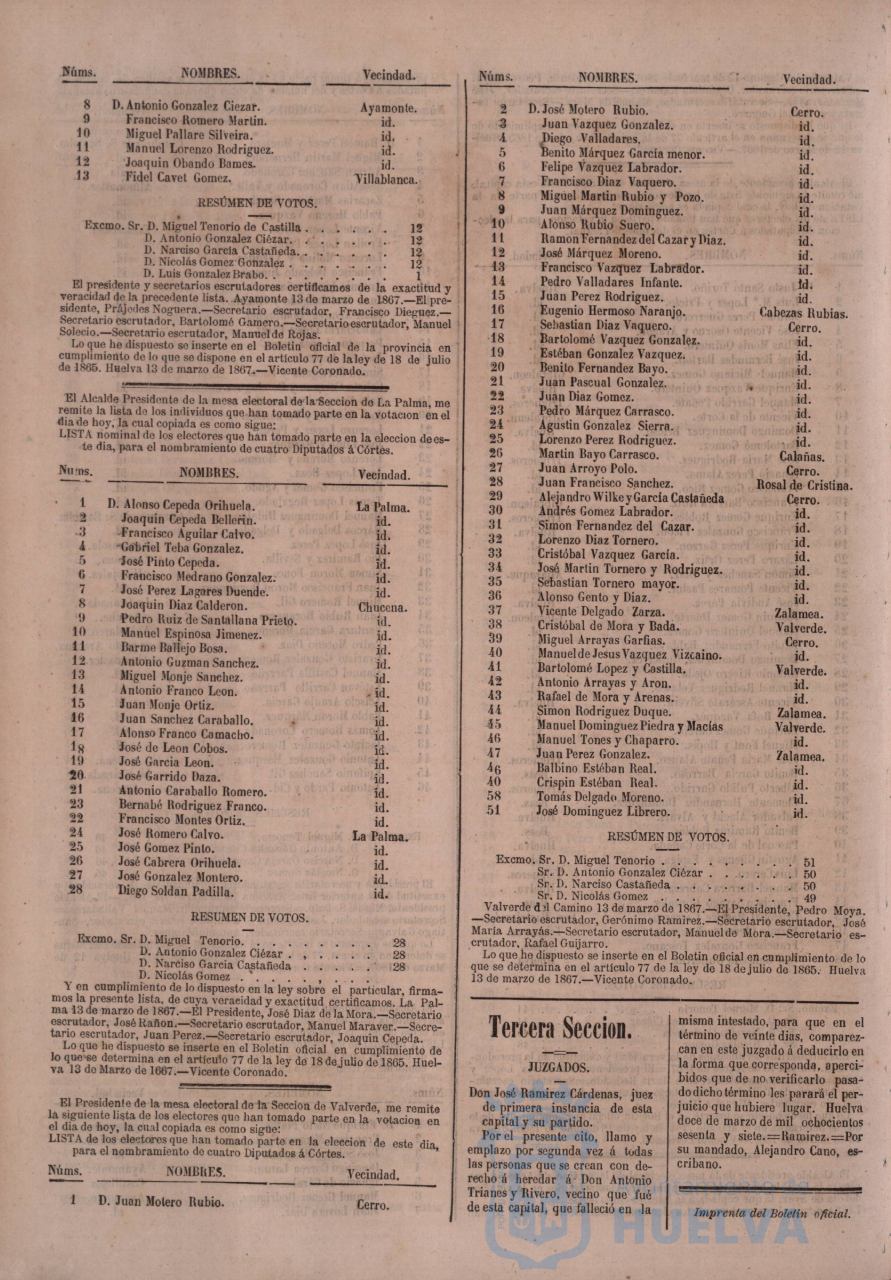 Núms. NOMBRES. Vecindad.
8 D. Antonio Gonzalez Ciezar. Ayamonte.
9 Francisco Romero Martin. id.
10 Miguel Pallare Silveira. id.
11 Manuel Lorenzo Rodriguez. id.
12 Joaquin Obando Bames. id.
13 Fidel Cavet Gomez. Villablanca.
RESÚMEN DE VOTOS.
Excmo. Sr. D. Miguel Tenorio de Castilla . . . . . . 12
D. Antonio Gonzalez Ciézar. . . . . . . 12
D. Narciso García Castañeda. . . . . . . 12
D. Nicolás Gomez Gonzalez . . . . . . 12
D. Luis Gonzalez Brabo. . . . . . . . 1
El presidente y secretarios escrutadores certificamos de la exactitud y
veracidad de la precedente lista. Ayamonte 13 de marzo de 1867.—El pre-
sidente, Prájedes Noguera.—Secretario escrutador, Francisco Dieguez.—
Secretario escrutador, Bartolomé Gamero.—Secretario escrutador, Manuel
Solecio.—Secretario escrutador, Manuel de Rojas.
Lo que he dispuesto se inserte en el Boletin oficial de la provincia en
cumplimiento de lo que se dispone en el artículo 77 de la ley de 18 de julio
de 1865. Huelva 13 de marzo de 1867.—Vicente Coronado.
El Alcalde Presidente de la mesa electoral de la Seccion de La Palma, me
remite la lista de los individuos que han tomado parte en la votacion en el
dia de hoy, la cual copiada es como sigue:
LISTA nominal de los electores que han tomado parte en la eleccion de es-
te dia, para el nombramiento de cuatro Diputados á Córtes.
Nums. NOMBRES. Vecindad.
1 D. Alonso Cepeda Orihuela. La Palma.
2 Joaquin Cepeda Bellerin. id.
3 Francisco Aguilar Calvo. id.
4 Gabriel Teba Gonzalez. id.
5 José Pinto Cepeda. id.
6 Francisco Medrano Gonzalez. id.
7 José Perez Lagares Duende. id.
8 Joaquin Diaz Calderon. Chucena.
9 Pedro Ruiz de Santallana Prieto. id.
10 Manuel Espinosa Jimenez. id.
11 Barme Ballejo Bosa. id.
12 Antonio Guzman Sanchez. id.
13 Miguel Monje Sanchez. id.
14 Antonio Franco Leon. id.
15 Juan Monje Ortiz. id.
16 Juan Sanchez Caraballo. id.
17 Alonso Franco Camacho. id.
18 José de Leon Cobos. id.
19 José Garcia Leon. id.
20 José Garrido Daza. id.
21 Antonio Caraballo Romero. id.
23 Bernabé Rodriguez Franco. id.
22 Francisco Montes Ortiz. id.
24 José Romero Calvo. La Palma.
25 José Gomez Pinto. id.
26 José Cabrera Orihuela. id.
27 José Gonzalez Montero. id.
28 Diego Soldan Padilla. id.
RESUMEN DE VOTOS.
Excmo. Sr. D. Miguel Tenorio. . . . . . . . 28
D. Antonio Gonzalez Ciézar . . . . . . 28
D. Narciso Garcia Castañeda . . . . . 28
D. Nicolás Gomez . . . . . . . .
Y en cumplimiento de lo dispuesto en la ley sobre el particular, firma-
mos la presente lista, de cuya veracidad y exactitud certificamos. La Pal-
ma 13 de marzo de 1867.—El Presidente, José Diaz de la Mora.—Secretario
escrutador, José Rañon.—Secretario escrutador, Manuel Maraver.—Secre-
tario escrutador, Juan Perez.—Secretario escrutador, Joaquin Cepeda.
Lo que he dispuesto se inserte en el Boletin oficial en cumplimiento de
lo que se determina en el artículo 77 de la ley de 18 de julio de 1865. Huel-
va 13 de Marzo de 1667.—Vicente Coronado.
El Presidente de la mesa electoral de la Seccion de Valverde, me remite
la siguiente lista de los electores que han tomado parte en la votacion en
el dia de hoy, la cual copiada es como sigue:
LISTA de los electores que han tomado parte en la eleccion de este dia,
para el nombramiento de cuatro Diputados á Córtes.
Núms. NOMBRES. Vecindad.
1 D. Juan Motero Rubio. Cerro.
Núms. NOMBRES. Vecindad.
2 D. José Motero Rubio. Cerro.
3 Juan Vazquez Gonzalez. id.
4 Diego Valladares, id.
5 Benito Márquez García menor. id.
6 Felipe Vazquez Labrador. id.
7 Francisco Diaz Vaquero. id.
8 Miguel Martin Rubio y Pozo. id.
9 Juan Márquez Dominguez. id.
10 Alonso Rubio Suero. id.
11 Ramon Fernandez del Cazar y Diaz. id.
12 José Márquez Moreno. id.
13 Francisco Vazquez Labrador. id.
14 Pedro Valladares Infante. id.
15 Juan Perez Rodriguez. id.
16 Eugenio Hermoso Naranjo. Cabezas Rubias.
17 Sebastian Diaz Vaquero. Cerro.
18 Bartolomé Vazquez Gonzalez. id.
19 Estéban Gonzalez Vazquez. id.
20 Benito Fernandez Bayo. id.
21 Juan Pascual Gonzalez. id.
22 Juan Diaz Gomez. id.
23 Pedro Márquez Carrasco. id.
24 Agustin Gonzalez Sierra. id.
25 Lorenzo Perez Rodriguez. id.
26 Martin Bayo Carrasco. Calañas.
27 Juan Arroyo Polo. Cerro.
28 Juan Francisco Sanchez. Rosal de Cristina.
29 Alejandro Wilke y García Castañeda Cerro.
30 Andrés Gomez Labrador. id.
31 Simon Fernandez del Cazar. id.
32 Lorenzo Diaz Tornero. id.
33 Cristóbal Vazquez García. id.
34 José Martin Tornero y Rodriguez. id.
35 Sebastian Tornero mayor. id.
36 Alonso Gento y Diaz. id.
37 Vicente Delgado Zarza. Zalamea.
38 Cristóbal de Mora y Bada. Valverde.
39 Miguel Arrayas Garfias. Cerro.
40 Manuel de Jesus Vazquez Vizcaino. id.
41 Bartolomé Lopez y Castilla. Valverde.
42 Antonio Arrayas y Aron. id.
43 Rafael de Mora y Arenas. id.
44 Simon Rodriguez Duque. Zalamea.
45 Manuel Dominguez Piedra y Macías Valverde.
46 Manuel Tones y Chaparro. id.
47 Juan Perez Gonzalez. Zalamea.
46 Balbino Estéban Real. id.
40 Crispin Estéban Real. id.
58 Tomás Delgado Moreno. id.
51 José Dominguez Librero. id.
RESÚMEN DE VOTOS.
Excmo. Sr. D. Miguel Tenorio . . . . . . . . . 51
Sr. D. Antonio Gonzalez Ciézar . . . . . . 50
Sr. D. Narciso Castañeda . . . . . . . . 50
Sr. D. Nicolás Gomez . . . . . . . . . 49
Valverde del Camino 13 de marzo de 1867.—El Presidente, Pedro Moya.
—Secretario escrutador, Gerónimo Ramirez.—Secretario escrutador, José
María Arrayás.—Secretario escrutador, Manuel de Mora.—Secretario es-
crutador, Rafael Guijarro.
Lo que he dispuesto se inserte en el Boletin oficial en cumplimiento de lo
que se determina en el artículo 77 de la ley de 18 de julio de 1865. Huelva
13 de marzo de 1867.—Vicente Coronado.
Tercera Seccion.
JUZGADOS.
Don José Ramirez Cárdenas, juez
de primera instancia de esta
capital y su partido.
Por el presente cito, llamo y
emplazo por segunda vez á todas
las personas que se crean con de-
recho á heredar á Don Antonio
Trianes y Rivero, vecino que fué
de esta capital, que falleció en la
misma intestado, para que en el
término de veinte dias, comparez-
can en este juzgado á deducirlo en
la forma que corresponda, aperci-
bidos que de no verificarlo pasa-
do dicho término les parará el per-
juicio que hubiere lugar. Huelva
doce de marzo de mil ochocientos
sesenta y siete.=Ramirez.=Por
su mandado, Alejandro Cano, es-
cribano.
Imprenta del Boletin oficial.
HUELVA